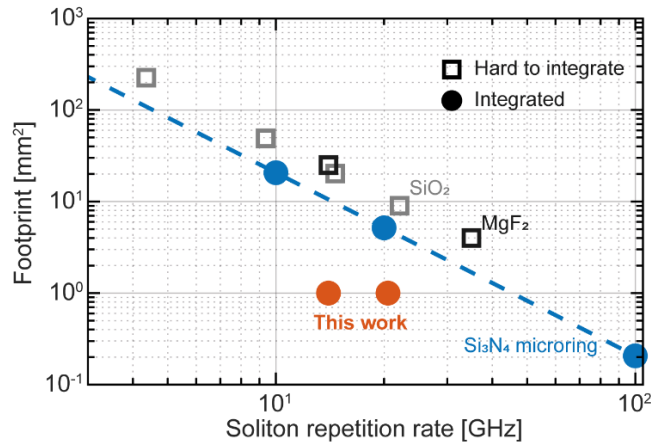 10³
10²
10¹
10⁰
10⁻¹
Footprint [mm²]
Hard to integrate
Integrated
SiO₂
MgF₂
This work
Si₃N₄ microring
10¹
10²
Soliton repetition rate [GHz]